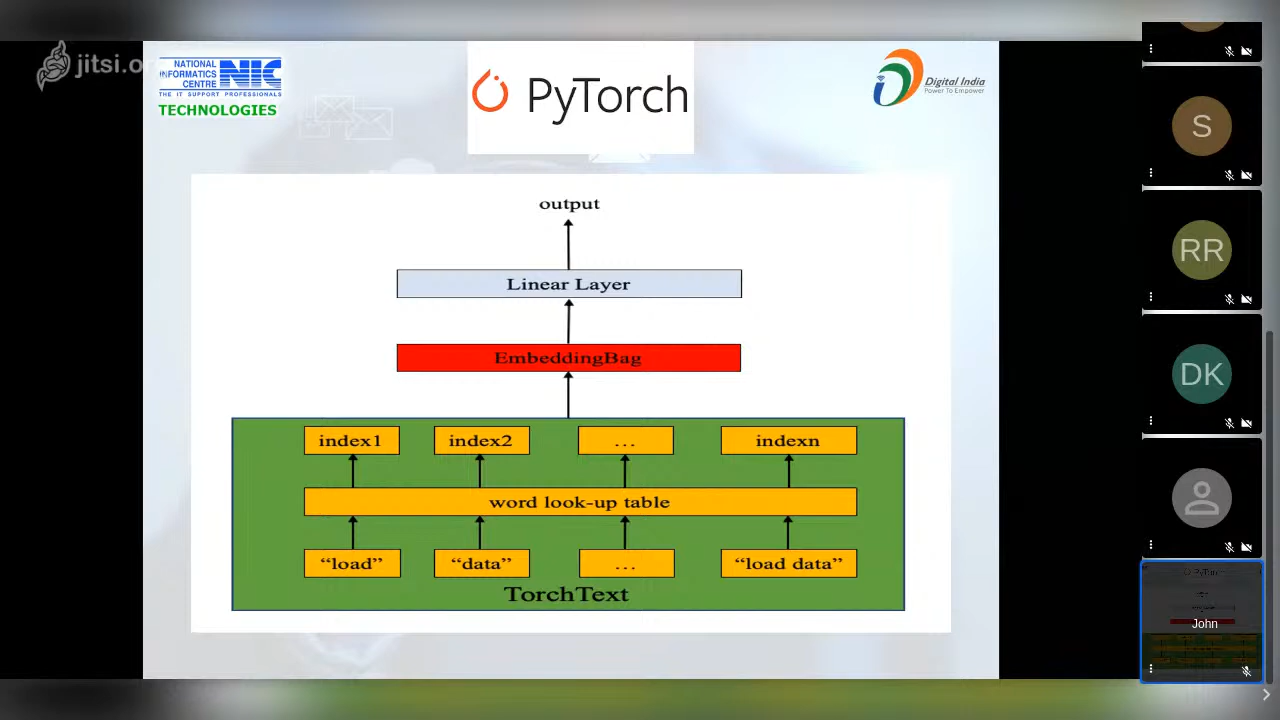 jitsi.o
NATIONAL
INFORMATICS
CENTRE
NIC
THE IT SUPPORT PROFESSIONALS
TECHNOLOGIES
PyTorch
Digital India
Power To Empower
output
Linear Layer
EmbeddingBag
index1 index2 ... indexn
word look-up table
“load” “data” ... “load data”
TorchText
S
RR
DK
John